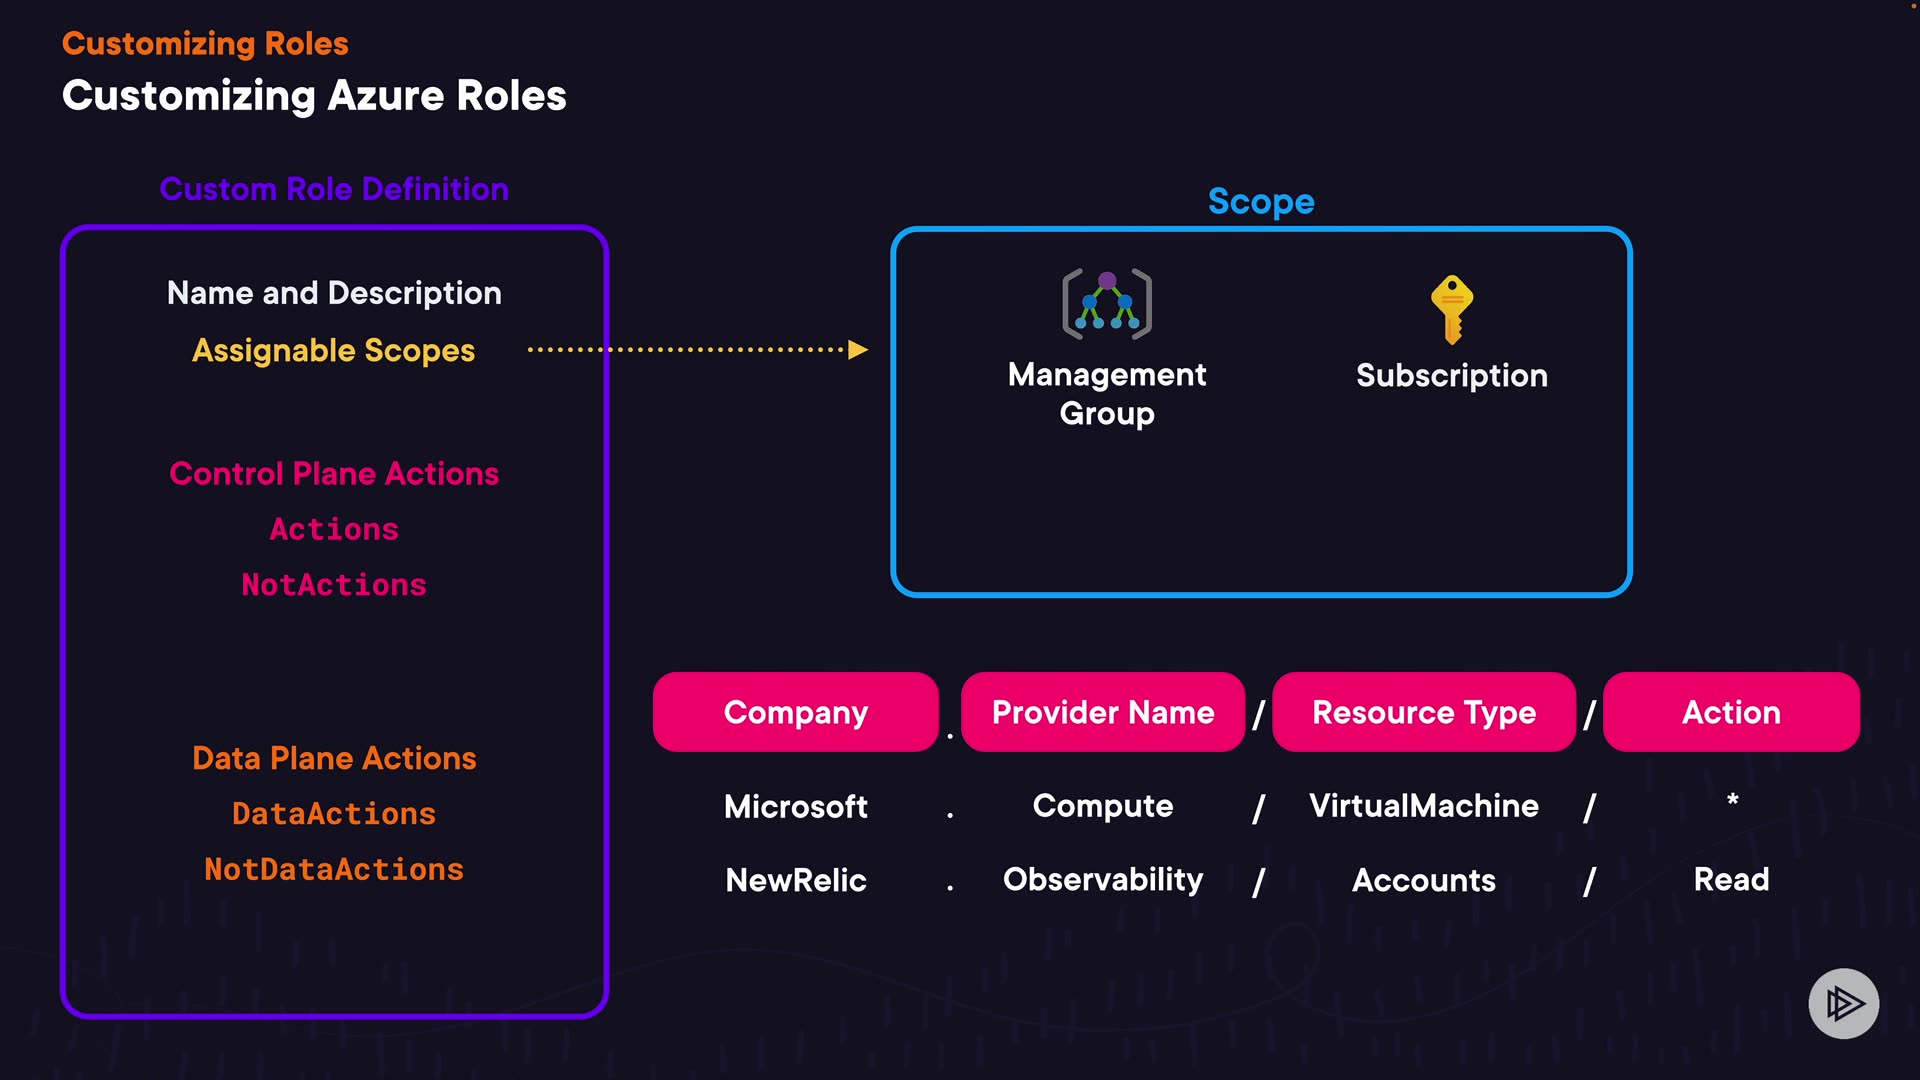 Customizing Roles
Customizing Azure Roles
Custom Role Definition
Name and Description
Assignable Scopes
Control Plane Actions
Actions
NotActions
Data Plane Actions
DataActions
NotDataActions
Scope
Management
Group
Subscription
Company . Provider Name / Resource Type / Action
Microsoft . Compute / VirtualMachine / *
NewRelic . Observability / Accounts / Read